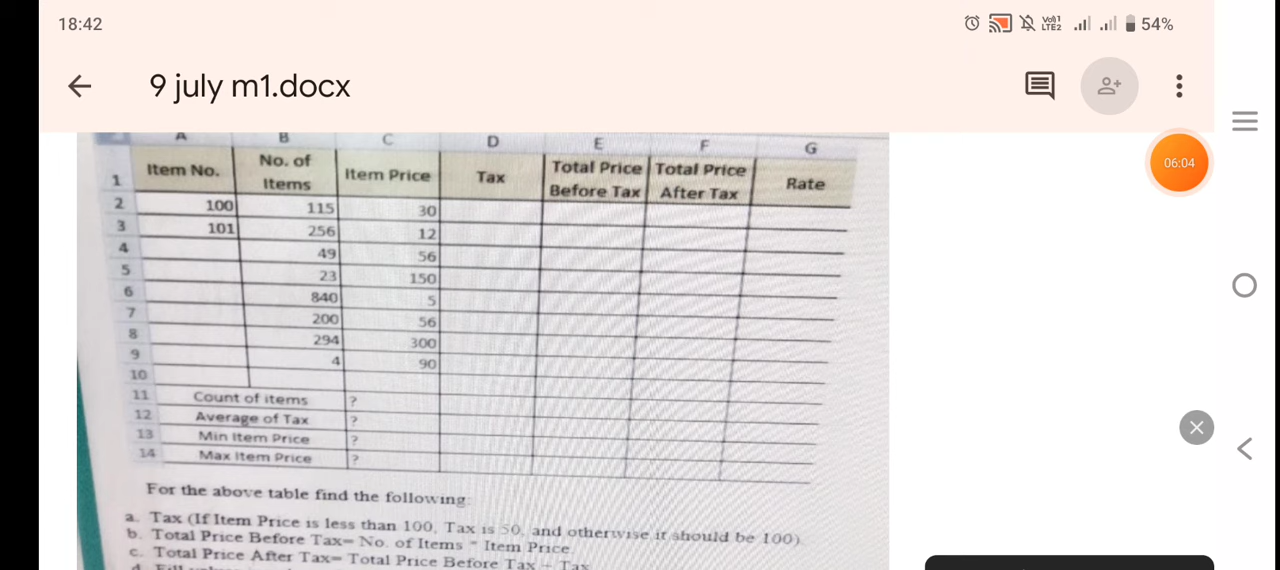 18:42
Vo)) 1
LTE2
54%
9 july m1.docx
06:04
A B C D E F G
1 Item No. No. of Items Item Price Tax Total Price Before Tax Total Price After Tax Rate
2 100 115 30
3 101 256 12
4 49 56
5 23 150
6 840 5
7 200 56
8 294 300
9 4 90
10
11 Count of items ?
12 Average of Tax ?
13 Min Item Price ?
14 Max Item Price ?
For the above table find the following:
a. Tax (If Item Price is less than 100, Tax is 50, and otherwise it should be 100).
b. Total Price Before Tax= No. of Items * Item Price.
c. Total Price After Tax= Total Price Before Tax - Tax
d. Fill